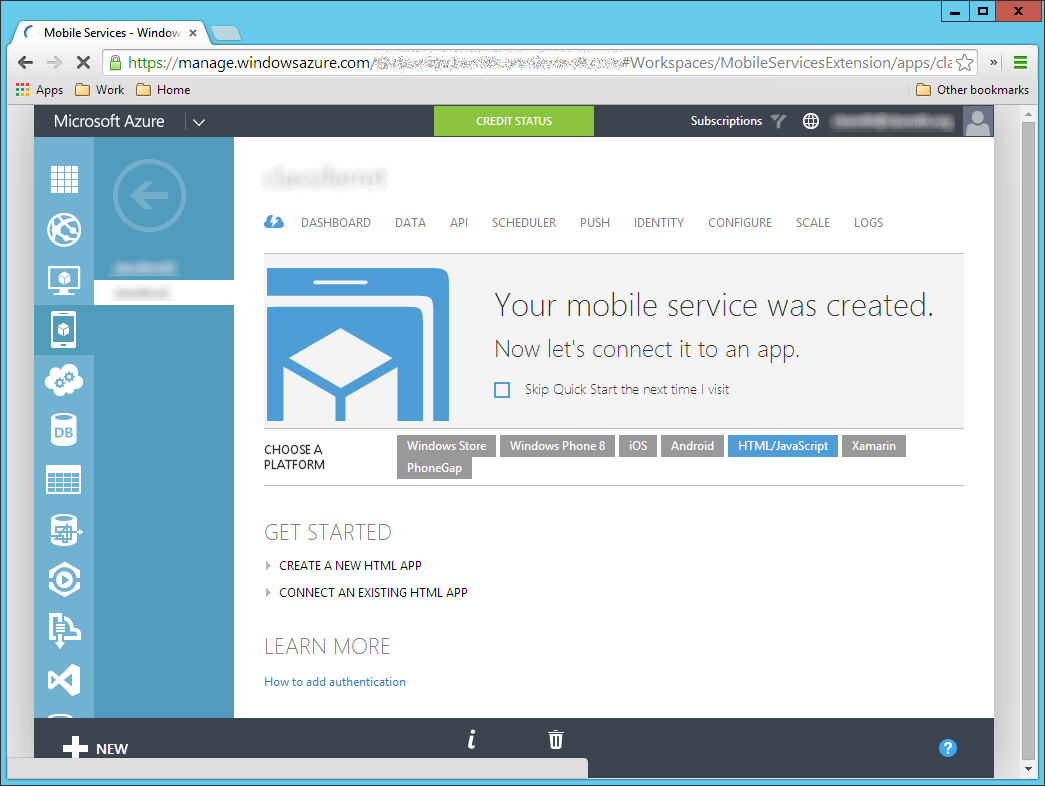 Mobile Services - Window
https://manage.windowsazure.com/
#Workspaces/MobileServicesExtension/apps/cla
»
Apps Work Home Other bookmarks
Microsoft Azure CREDIT STATUS Subscriptions
DASHBOARD DATA API SCHEDULER PUSH IDENTITY CONFIGURE SCALE LOGS
Your mobile service was created.
Now let's connect it to an app.
Skip Quick Start the next time I visit
CHOOSE A
PLATFORM
Windows Store Windows Phone 8 iOS Android HTML/JavaScript Xamarin
PhoneGap
GET STARTED
CREATE A NEW HTML APP
CONNECT AN EXISTING HTML APP
LEARN MORE
How to add authentication
DB
NEW i ?